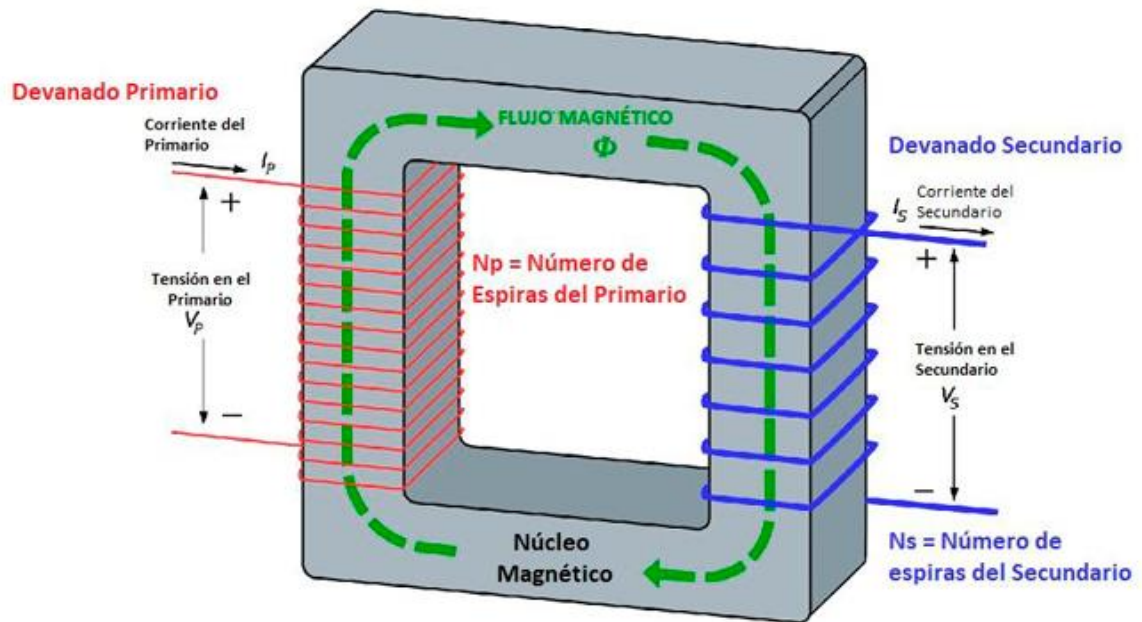 Devanado Primario
Corriente del
Primario
I_P
+
Tensión en el
Primario
V_P
−
FLUJO MAGNÉTICO
Φ
Np = Número de
Espiras del Primario
Núcleo
Magnético
Devanado Secundario
Corriente del
Secundario
I_S
+
Tensión en el
Secundario
V_S
−
Ns = Número de
espiras del Secundario